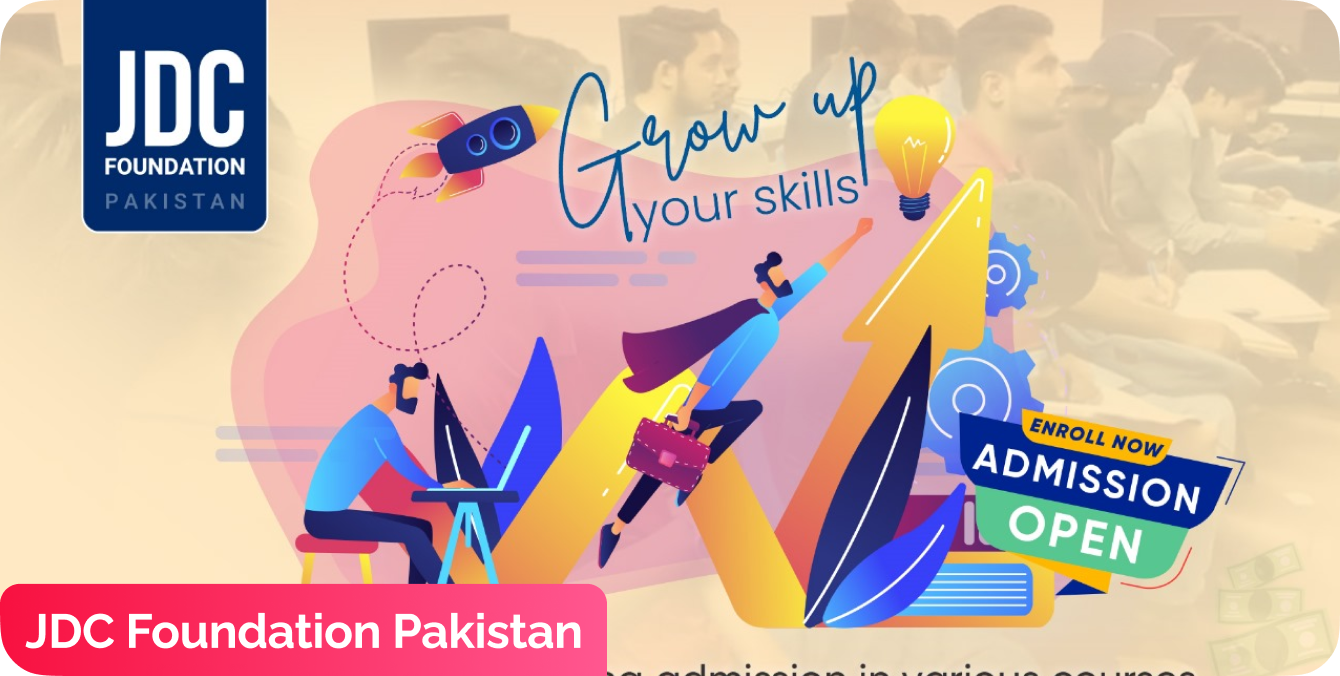 JDC
FOUNDATION
PAKISTAN
Grow up
your skills
ENROLL NOW
ADMISSION
OPEN
JDC Foundation Pakistan
admission in various courses